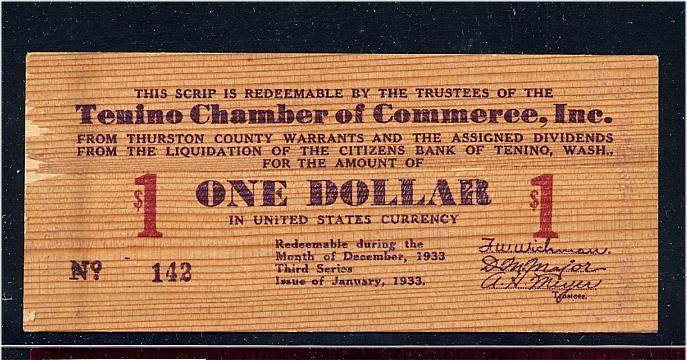 THIS SCRIP IS REDEEMABLE BY THE TRUSTEES OF THE
Tenino Chamber of Commerce, Inc.
FROM THURSTON COUNTY WARRANTS AND THE ASSIGNED DIVIDENDS
FROM THE LIQUIDATION OF THE CITIZENS BANK OF TENINO, WASH.,
FOR THE AMOUNT OF
$1 ONE DOLLAR $1
IN UNITED STATES CURRENCY
Redeemable during the
Month of December, 1933
Third Series
Issue of January, 1933.
No 142
F.W. Wichman.
D.M. Major
A.H. Meyer